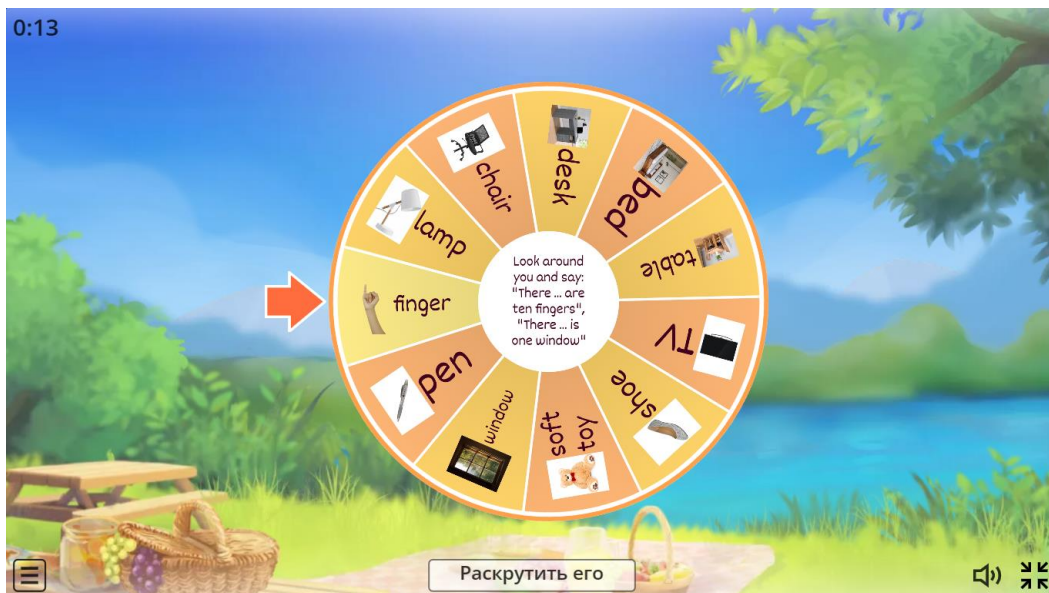 0:13
desk
bed
table
TV
shoe
soft
toy
window
pen
finger
lamp
chair
Look around
you and say:
"There ... are
ten fingers",
"There ... is
one window"
Раскрутить его